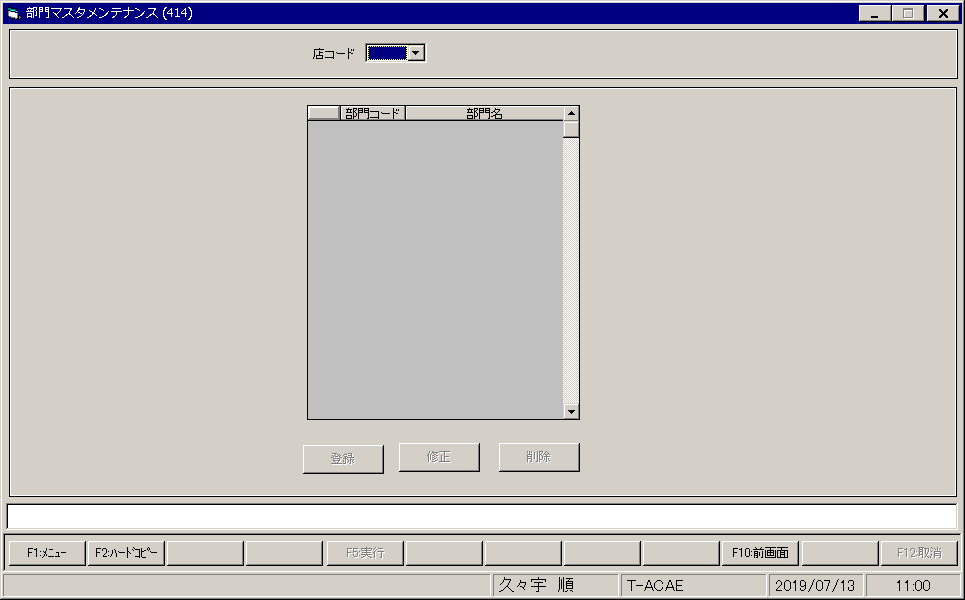 部門マスタメンテナンス (414)
店コード
部門コード 部門名
登録 修正 削除
F1:ﾒﾆｭｰ F2:ﾊｰﾄﾞｺﾋﾟｰ F5:実行 F10:前画面 F12:取消
久々宇 順 T-ACAE 2019/07/13 11:00